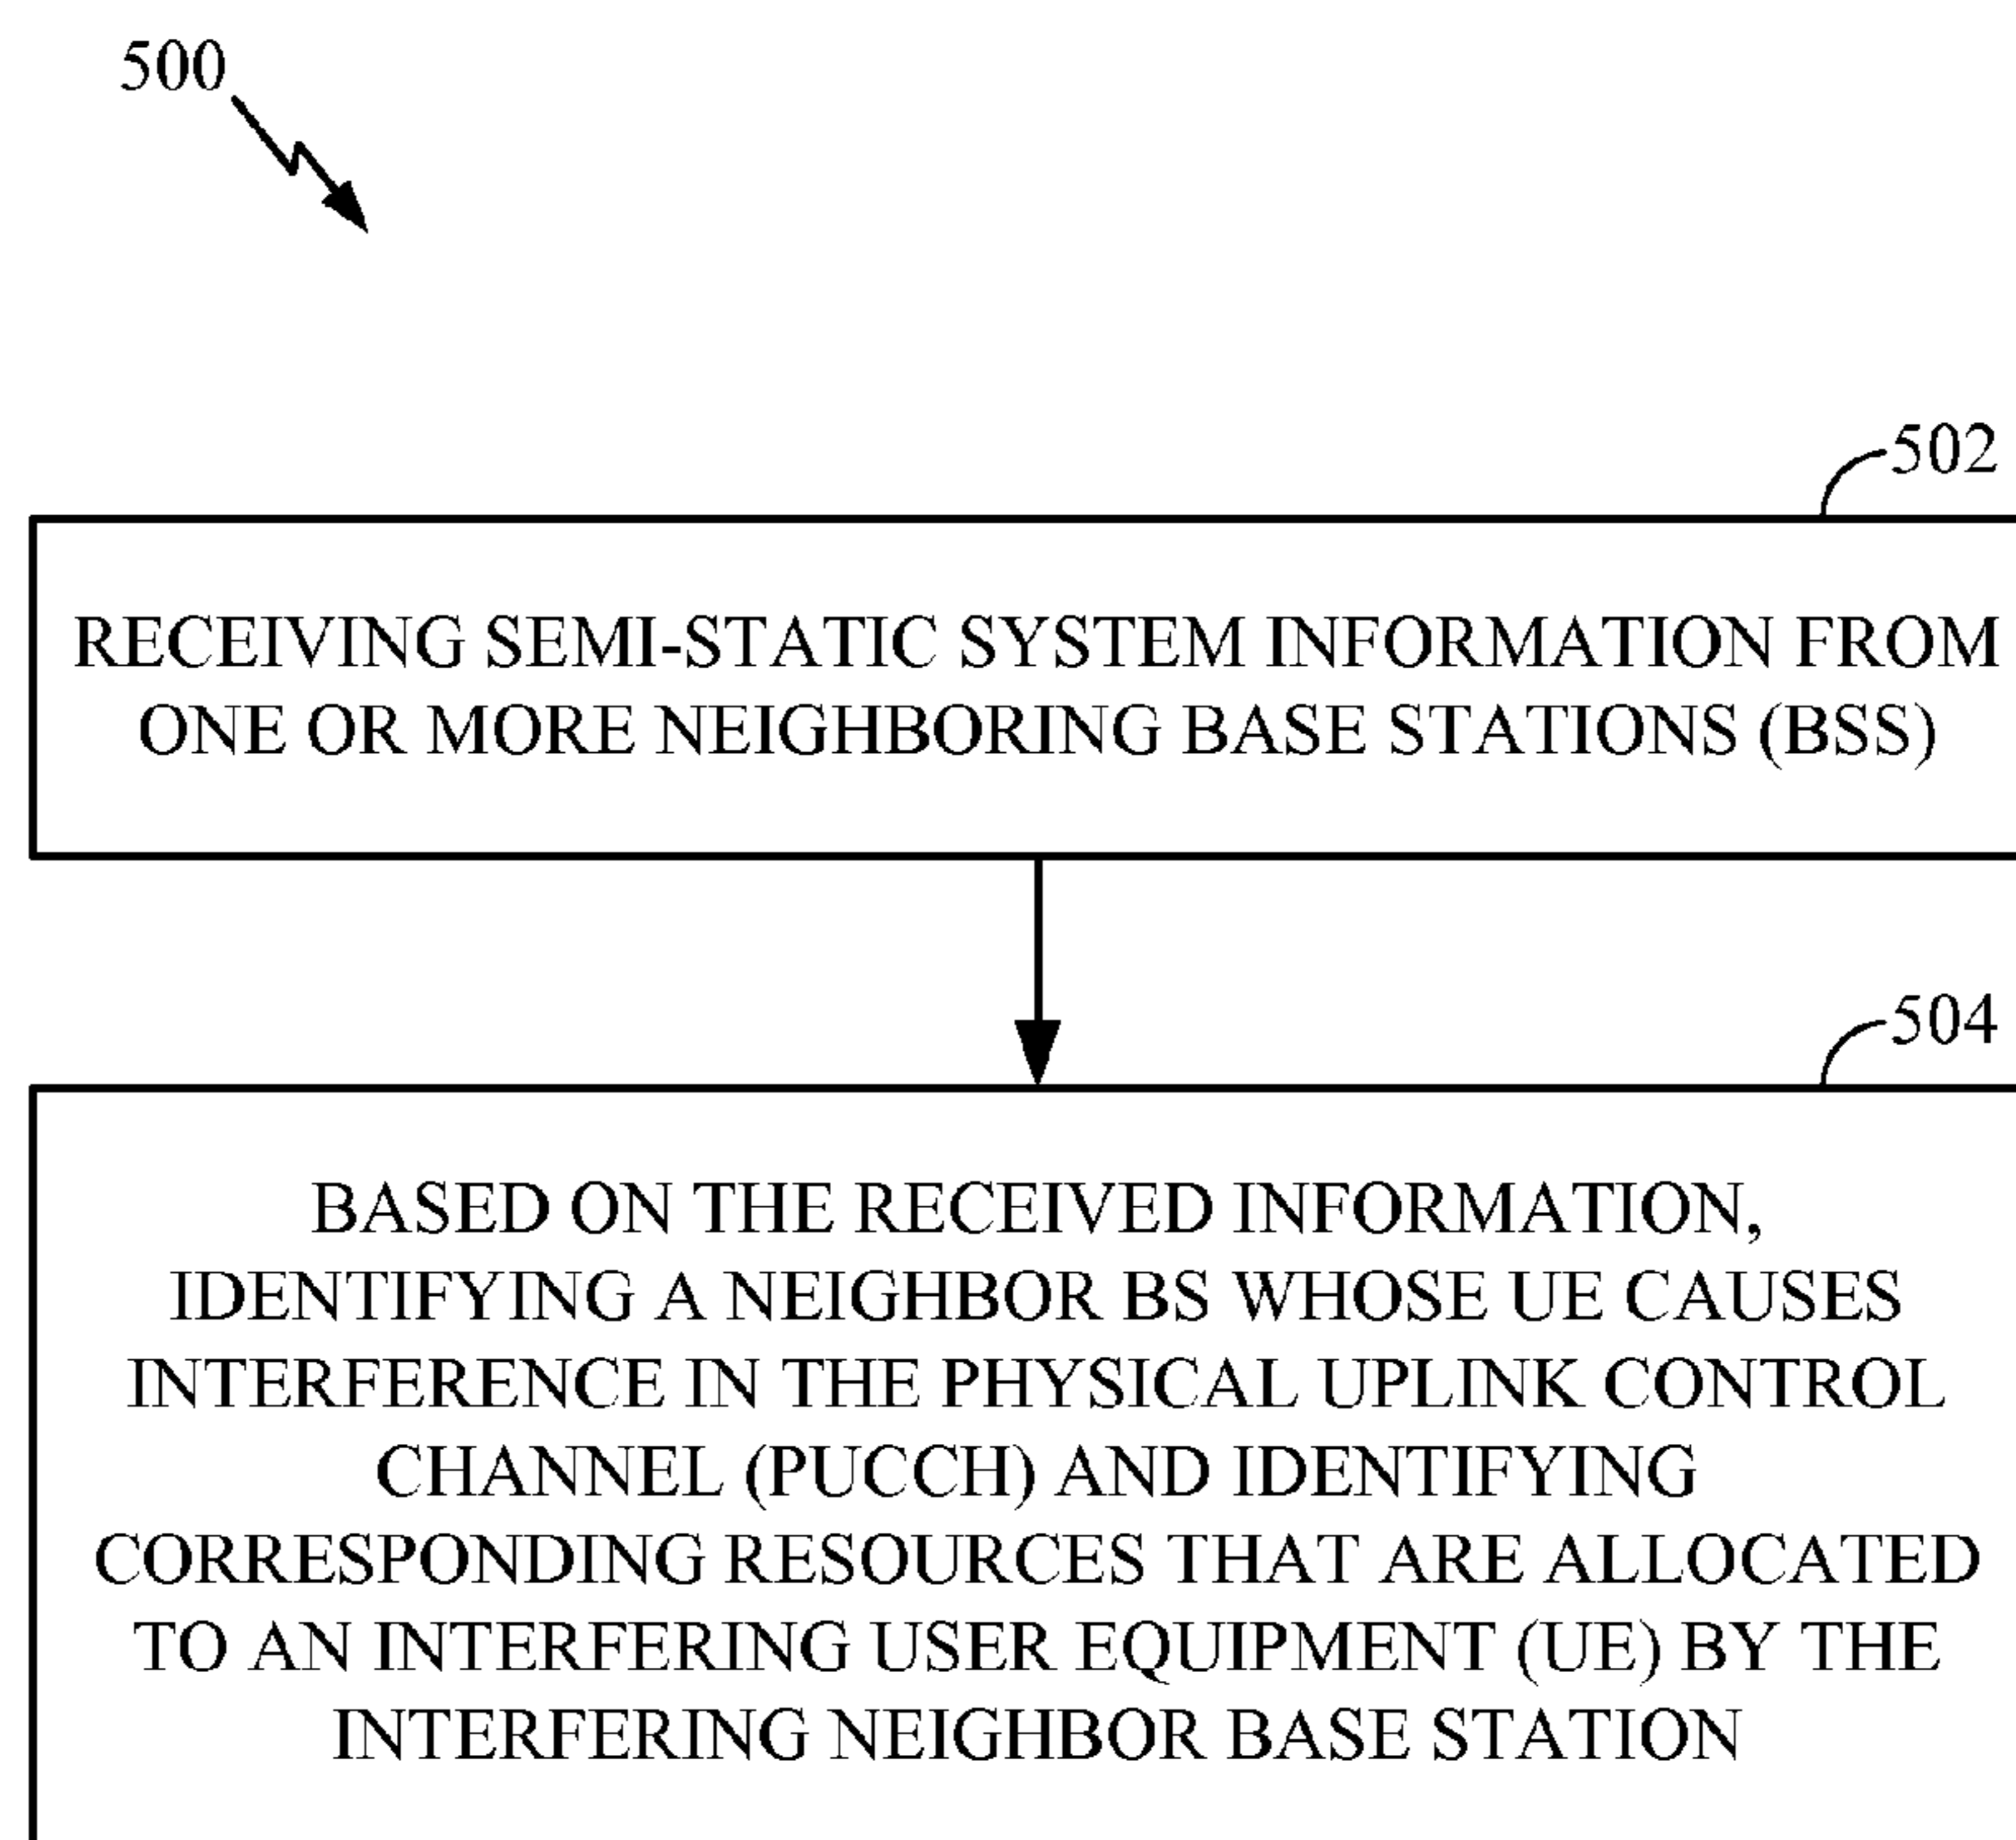 500
502
RECEIVING SEMI-STATIC SYSTEM INFORMATION FROM
ONE OR MORE NEIGHBORING BASE STATIONS (BSS)
504
BASED ON THE RECEIVED INFORMATION,
IDENTIFYING A NEIGHBOR BS WHOSE UE CAUSES
INTERFERENCE IN THE PHYSICAL UPLINK CONTROL
CHANNEL (PUCCH) AND IDENTIFYING
CORRESPONDING RESOURCES THAT ARE ALLOCATED
TO AN INTERFERING USER EQUIPMENT (UE) BY THE
INTERFERING NEIGHBOR BASE STATION